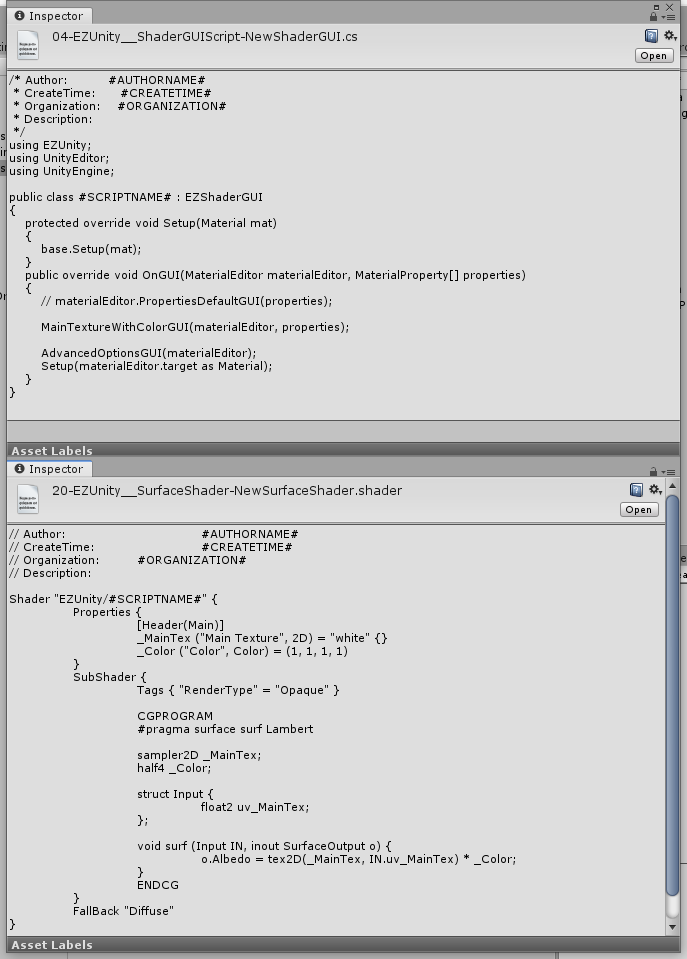 Inspector
04-EZUnity__ShaderGUIScript-NewShaderGUI.cs
Open
/* Author: #AUTHORNAME#
* CreateTime: #CREATETIME#
* Organization: #ORGANIZATION#
* Description:
*/
using EZUnity;
using UnityEditor;
using UnityEngine;
public class #SCRIPTNAME# : EZShaderGUI
{
protected override void Setup(Material mat)
{
base.Setup(mat);
}
public override void OnGUI(MaterialEditor materialEditor, MaterialProperty[] properties)
{
// materialEditor.PropertiesDefaultGUI(properties);
MainTextureWithColorGUI(materialEditor, properties);
AdvancedOptionsGUI(materialEditor);
Setup(materialEditor.target as Material);
}
}
Asset Labels
Inspector
20-EZUnity__SurfaceShader-NewSurfaceShader.shader
Open
// Author: #AUTHORNAME#
// CreateTime: #CREATETIME#
// Organization: #ORGANIZATION#
// Description:
Shader "EZUnity/#SCRIPTNAME#" {
Properties {
[Header(Main)]
_MainTex ("Main Texture", 2D) = "white" {}
_Color ("Color", Color) = (1, 1, 1, 1)
}
SubShader {
Tags { "RenderType" = "Opaque" }
CGPROGRAM
#pragma surface surf Lambert
sampler2D _MainTex;
half4 _Color;
struct Input {
float2 uv_MainTex;
};
void surf (Input IN, inout SurfaceOutput o) {
o.Albedo = tex2D(_MainTex, IN.uv_MainTex) * _Color;
}
ENDCG
}
FallBack "Diffuse"
}
Asset Labels